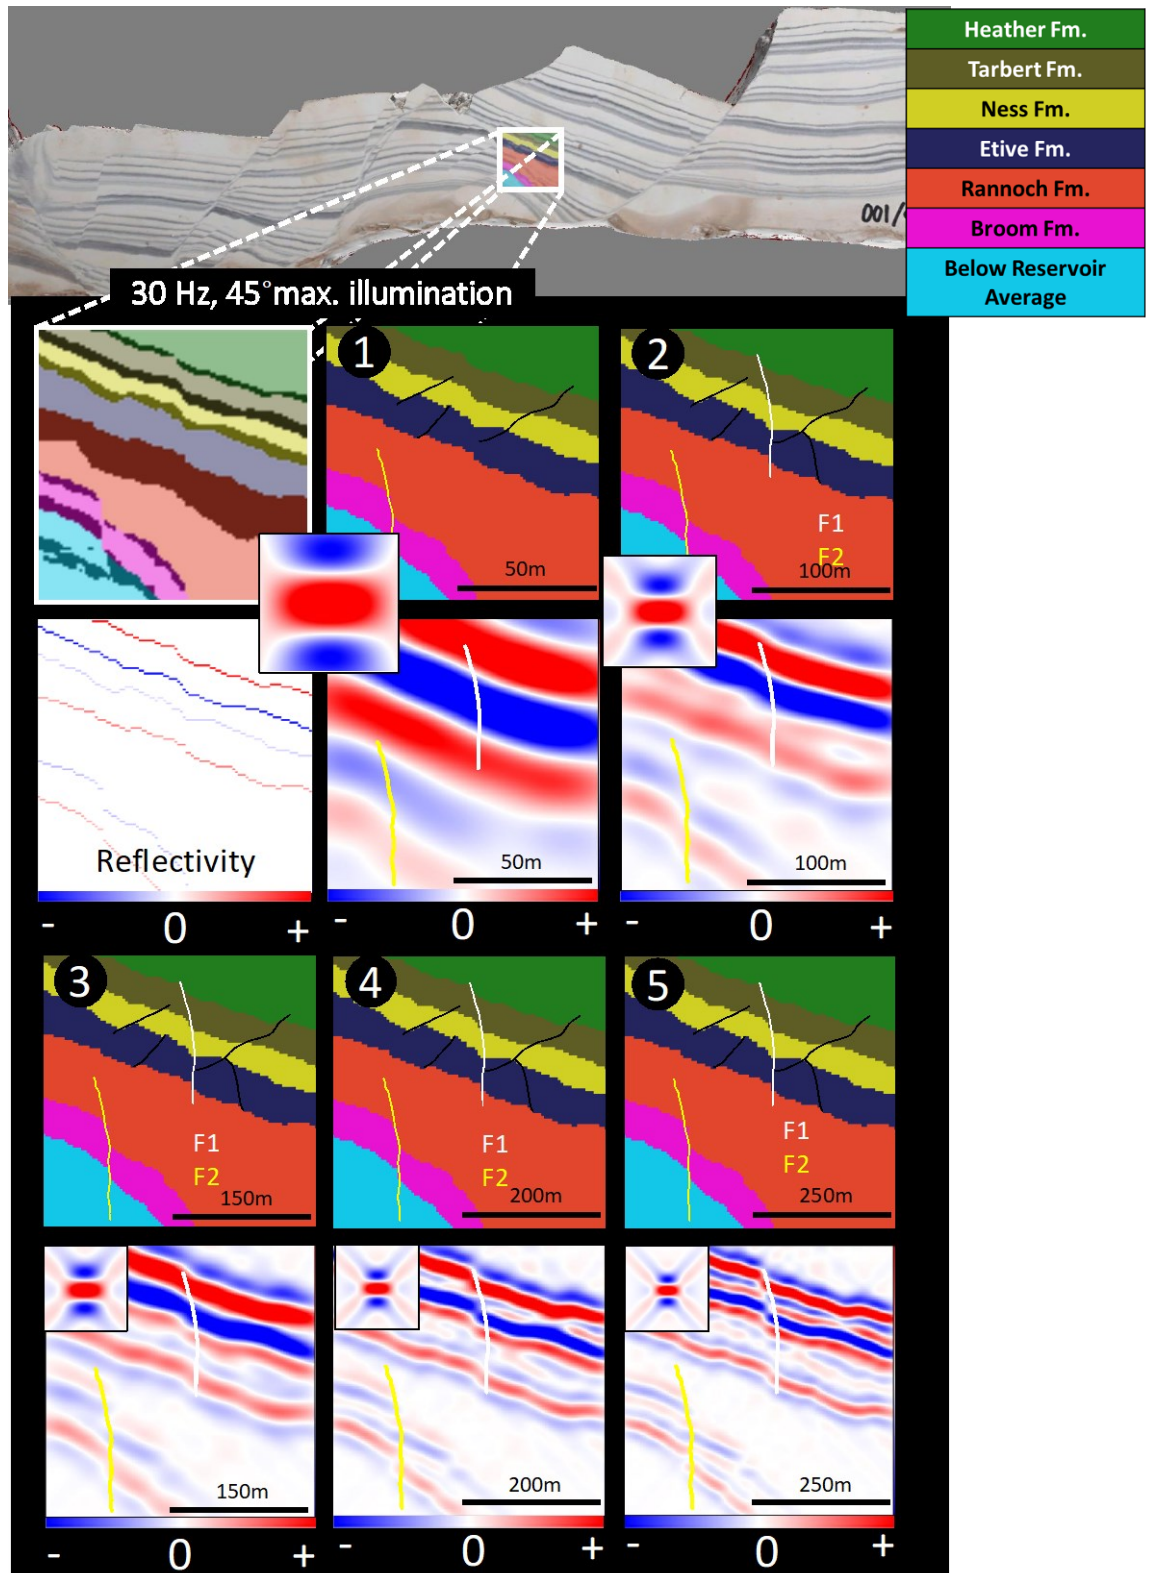 Heather Fm.
Tarbert Fm.
Ness Fm.
Etive Fm.
Rannoch Fm.
Broom Fm.
Below Reservoir
Average
001/
30 Hz, 45°max. illumination
1
50m
2
F1
F2
100m
Reflectivity
- 0 +
50m
- 0 +
100m
- 0 +
3
F1
F2
150m
4
F1
F2
200m
5
F1
F2
250m
150m
- 0 +
200m
- 0 +
250m
- 0 +